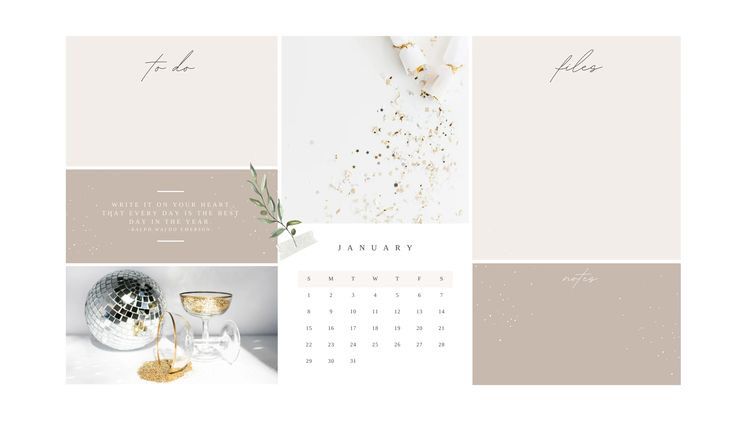 to do
WRITE IT ON YOUR HEART
THAT EVERY DAY IS THE BEST
DAY IN THE YEAR.
-RALPH WALDO EMERSON-
JANUARY
S M T W T F S
1 2 3 4 5 6 7
8 9 10 11 12 13 14
15 16 17 18 19 20 21
22 23 24 25 26 27 28
29 30 31
files
notes